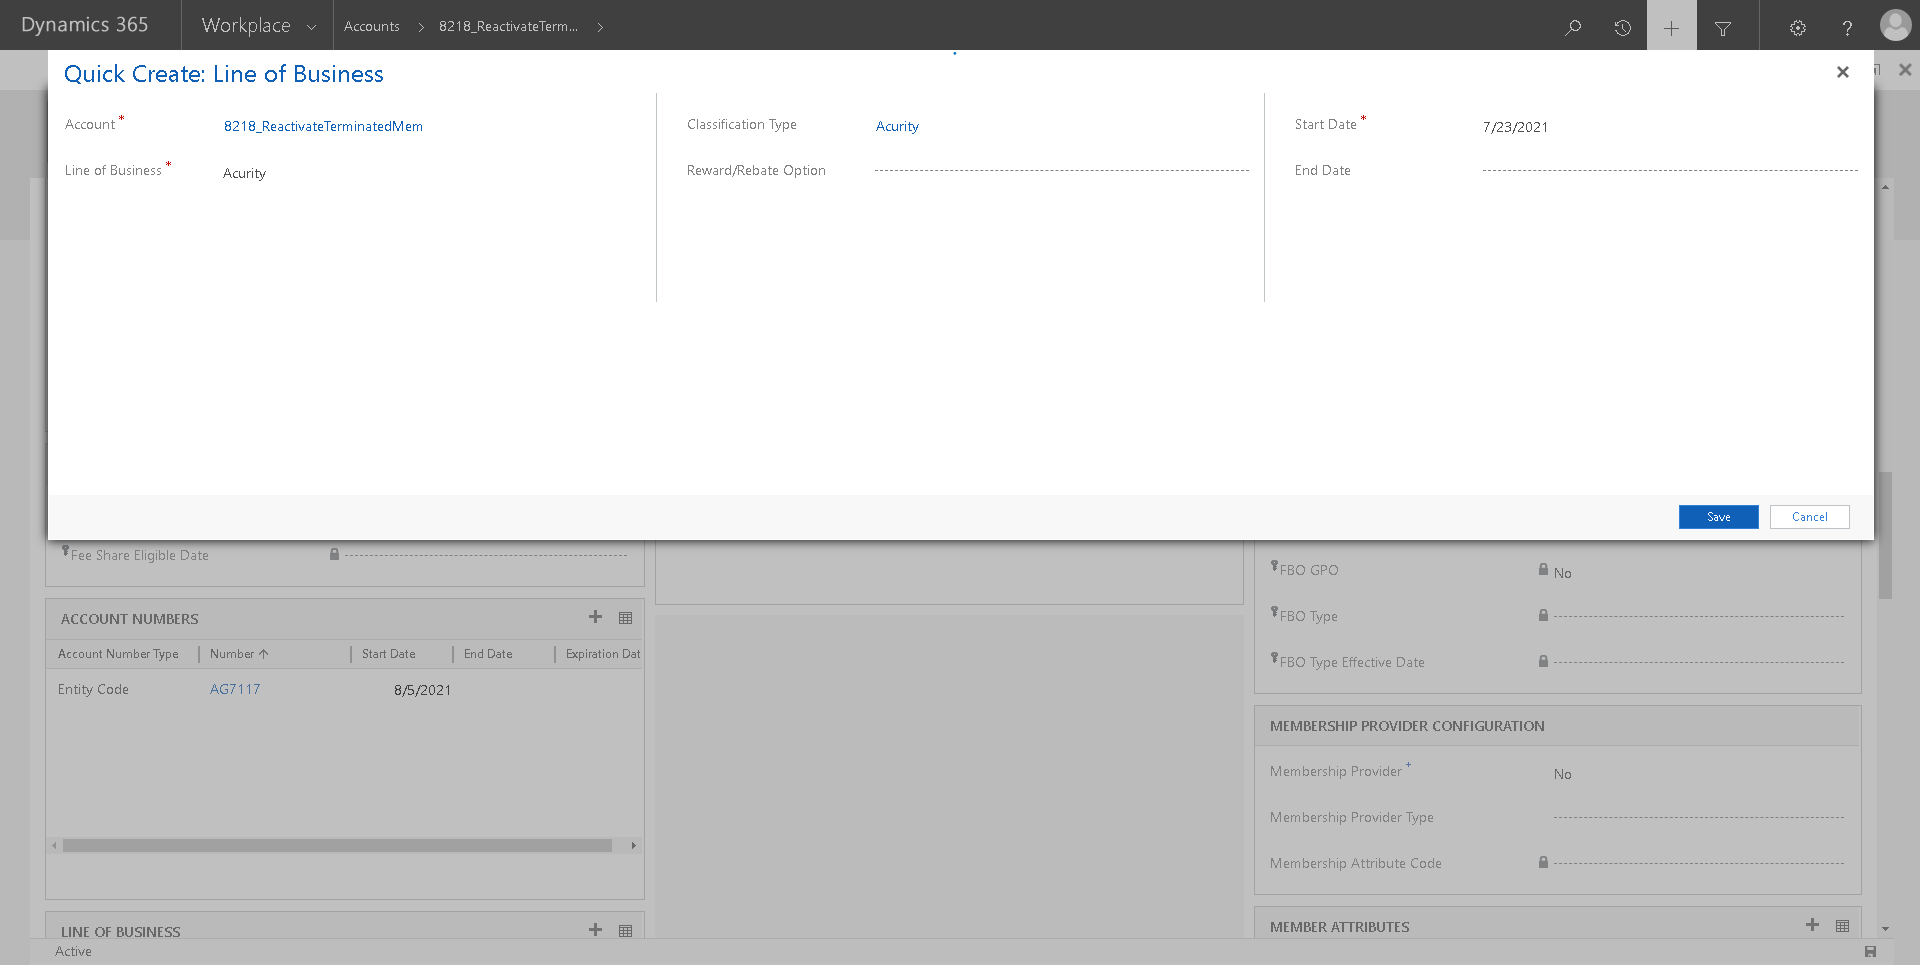 Dynamics 365
Workplace
Accounts
8218_ReactivateTerm...
Quick Create: Line of Business
Account *
8218_ReactivateTerminatedMem
Classification Type
Acurity
Start Date *
7/23/2021
Line of Business *
Acurity
Reward/Rebate Option
End Date
Save
Cancel
Fee Share Eligible Date
FBO GPO
No
FBO Type
FBO Type Effective Date
ACCOUNT NUMBERS
Account Number Type
Number
Start Date
End Date
Expiration Dat
Entity Code
AG7117
8/5/2021
MEMBERSHIP PROVIDER CONFIGURATION
Membership Provider +
No
Membership Provider Type
Membership Attribute Code
LINE OF BUSINESS
MEMBER ATTRIBUTES
Active